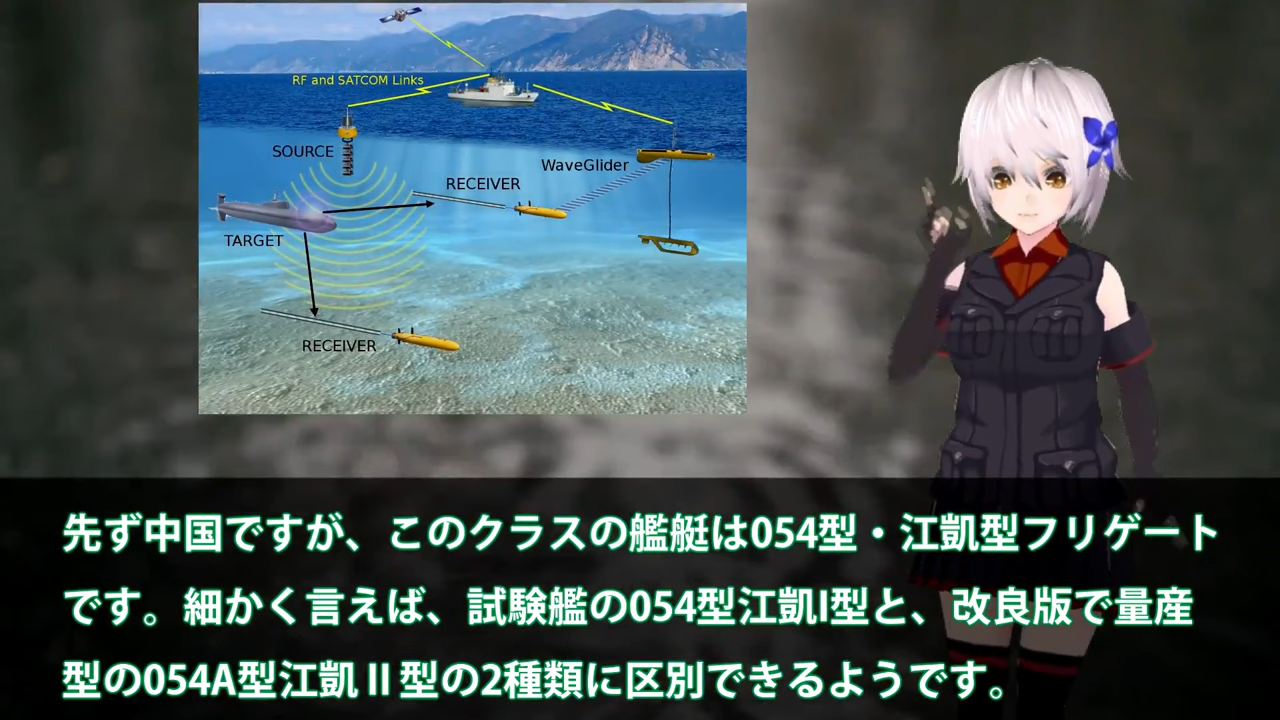 RF and SATCOM Links
SOURCE
WaveGlider
RECEIVER
TARGET
RECEIVER
先ず中国ですが、このクラスの艦艇は054型・江凱型フリゲート
です。細かく言えば、試験艦の054型江凱I型と、改良版で量産
型の054A型江凱Ⅱ型の2種類に区別できるようです。